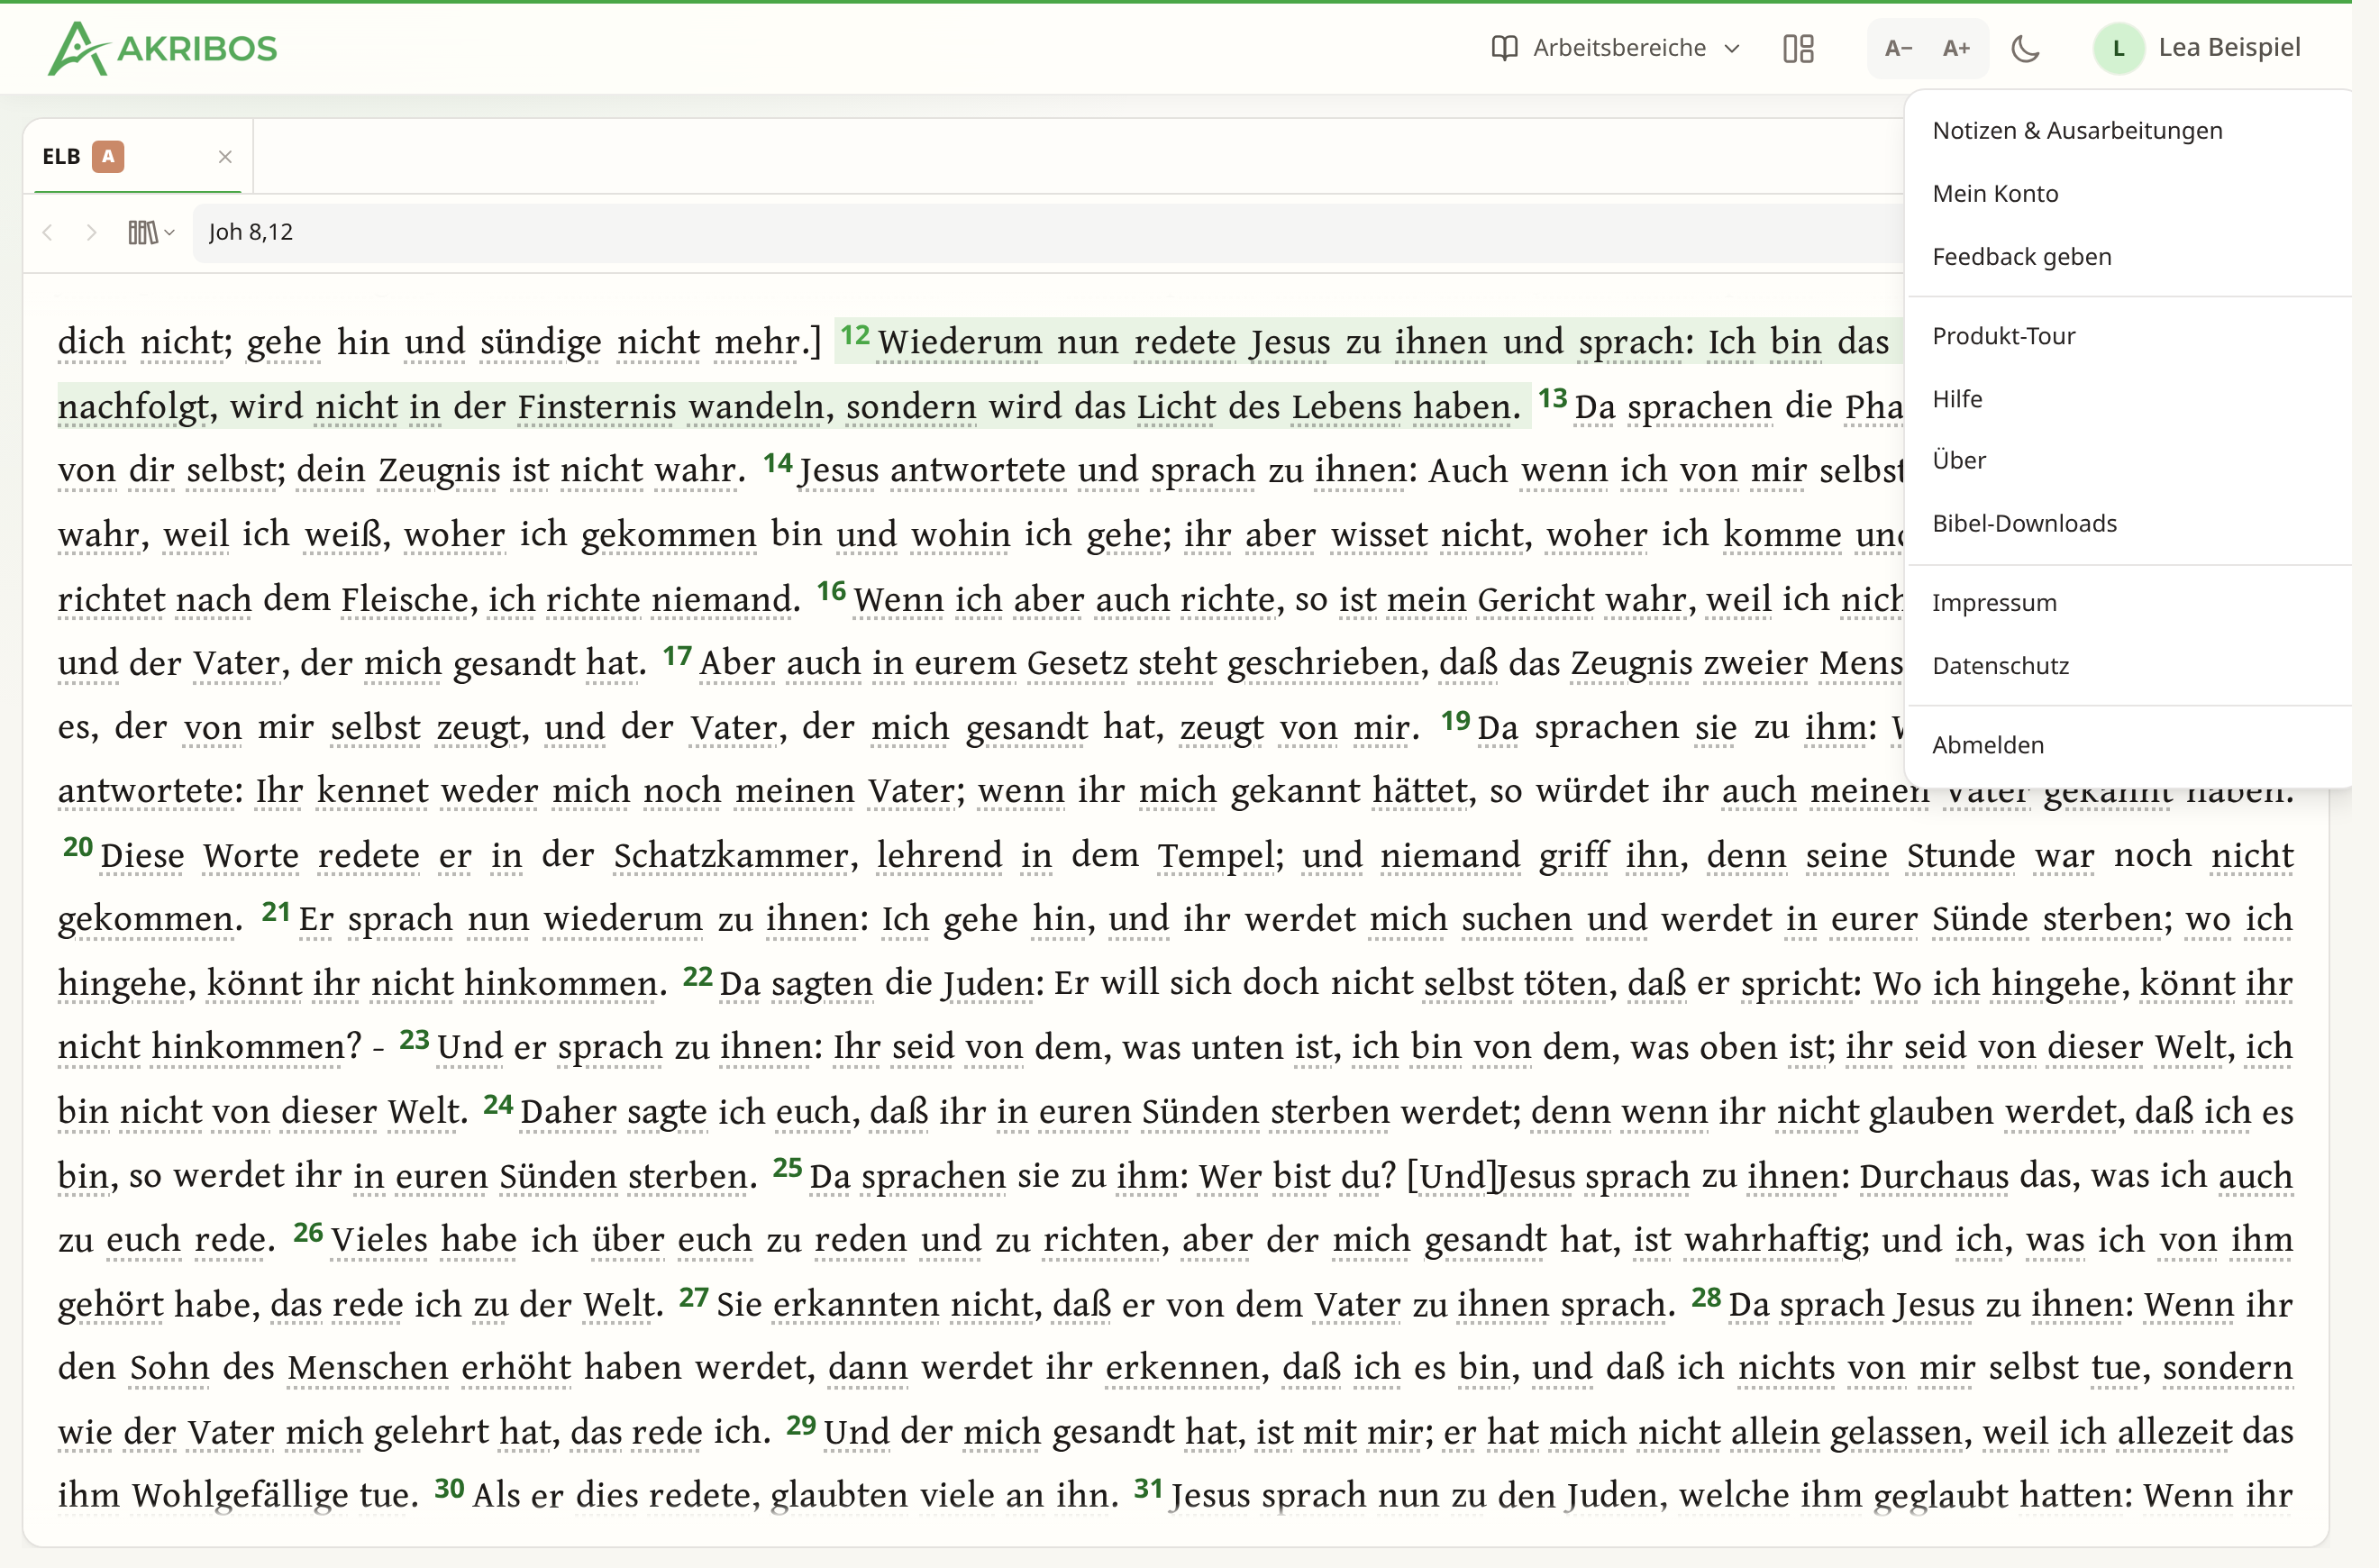 AKRIBOS
Arbeitsbereiche
A− A+
L Lea Beispiel
Notizen & Ausarbeitungen
Mein Konto
Feedback geben
Produkt-Tour
Hilfe
Über
Bibel-Downloads
Impressum
Datenschutz
Abmelden
ELB A
Joh 8,12
dich nicht; gehe hin und sündige nicht mehr.] 12 Wiederum nun redete Jesus zu ihnen und sprach: Ich bin das
nachfolgt, wird nicht in der Finsternis wandeln, sondern wird das Licht des Lebens haben. 13 Da sprachen die
von dir selbst; dein Zeugnis ist nicht wahr. 14 Jesus antwortete und sprach zu ihnen: Auch wenn ich von mir selbst
wahr, weil ich weiß, woher ich gekommen bin und wohin ich gehe; ihr aber wisset nicht, woher ich komme und
richtet nach dem Fleische, ich richte niemand. 16 Wenn ich aber auch richte, so ist mein Gericht wahr, weil ich
und der Vater, der mich gesandt hat. 17 Aber auch in eurem Gesetz steht geschrieben, daß das Zeugnis zweier
es, der von mir selbst zeugt, und der Vater, der mich gesandt hat, zeugt von mir. 19 Da sprachen sie zu ihm:
antwortete: Ihr kennet weder mich noch meinen Vater; wenn ihr mich gekannt hättet, so würdet ihr auch meinen Vater gekannt haben.
20 Diese Worte redete er in der Schatzkammer, lehrend in dem Tempel; und niemand griff ihn, denn seine Stunde war noch nicht
gekommen. 21 Er sprach nun wiederum zu ihnen: Ich gehe hin, und ihr werdet mich suchen und werdet in eurer Sünde sterben; wo ich
hingehe, könnt ihr nicht hinkommen. 22 Da sagten die Juden: Er will sich doch nicht selbst töten, daß er spricht: Wo ich hingehe, könnt ihr
nicht hinkommen? - 23 Und er sprach zu ihnen: Ihr seid von dem, was unten ist, ich bin von dem, was oben ist; ihr seid von dieser Welt, ich
bin nicht von dieser Welt. 24 Daher sagte ich euch, daß ihr in euren Sünden sterben werdet; denn wenn ihr nicht glauben werdet, daß ich es
bin, so werdet ihr in euren Sünden sterben. 25 Da sprachen sie zu ihm: Wer bist du? [Und]Jesus sprach zu ihnen: Durchaus das, was ich auch
zu euch rede. 26 Vieles habe ich über euch zu reden und zu richten, aber der mich gesandt hat, ist wahrhaftig; und ich, was ich von ihm
gehört habe, das rede ich zu der Welt. 27 Sie erkannten nicht, daß er von dem Vater zu ihnen sprach. 28 Da sprach Jesus zu ihnen: Wenn ihr
den Sohn des Menschen erhöht haben werdet, dann werdet ihr erkennen, daß ich es bin, und daß ich nichts von mir selbst tue, sondern
wie der Vater mich gelehrt hat, das rede ich. 29 Und der mich gesandt hat, ist mit mir; er hat mich nicht allein gelassen, weil ich allezeit das
ihm Wohlgefällige tue. 30 Als er dies redete, glaubten viele an ihn. 31 Jesus sprach nun zu den Juden, welche ihm geglaubt hatten: Wenn ihr